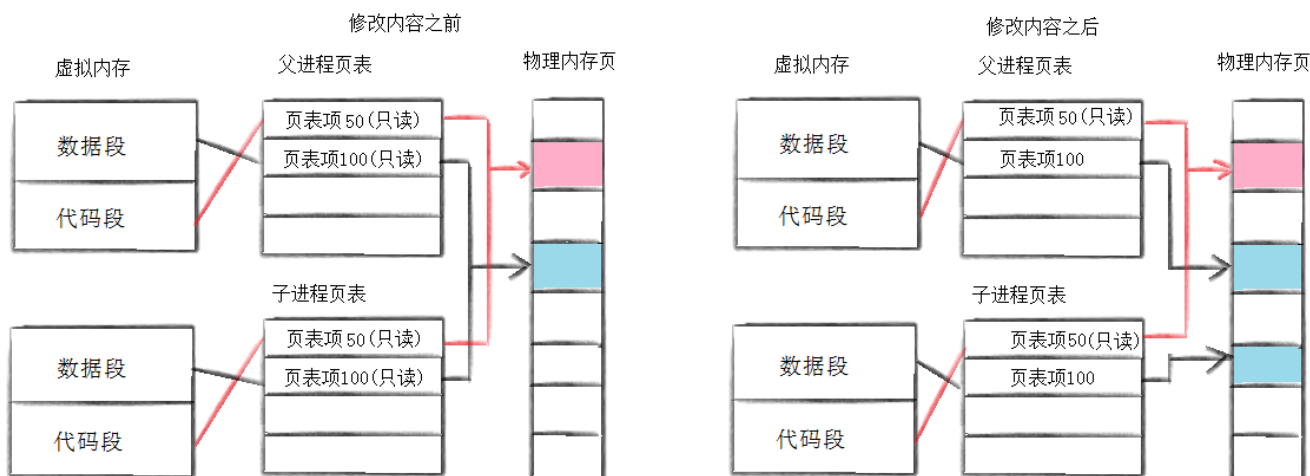 修改内容之前
虚拟内存
父进程页表
物理内存页
数据段
代码段
页表项50(只读)
页表项100(只读)
子进程页表
数据段
代码段
页表项50(只读)
页表项100(只读)
修改内容之后
虚拟内存
父进程页表
物理内存页
数据段
代码段
页表项50(只读)
页表项100
子进程页表
数据段
代码段
页表项50(只读)
页表项100